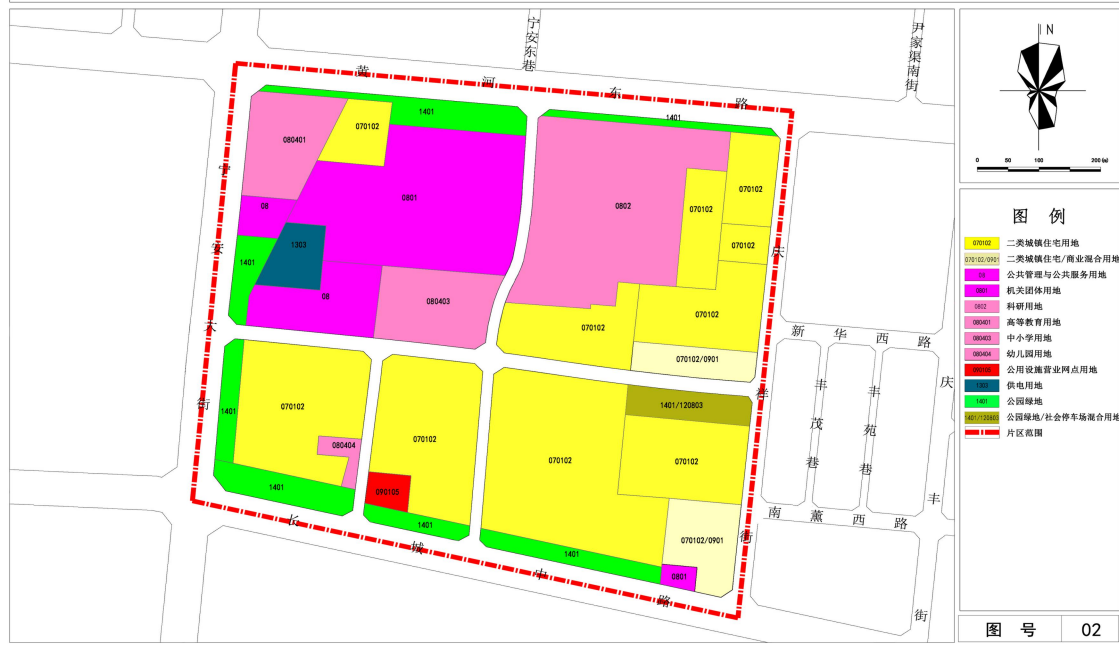 宁安东巷
尹家渠南街
黄河东路
宁安大街
庆祥街
长城中路
新华西路
丰茂巷
丰苑巷
庆丰街
南薰西路
1401
1401
080401
070102
0801
0802
070102
070102
070102
08
1303
1401
08
080403
070102
070102
070102/0901
1401
070102
080404
1401
070102
090105
1401
070102
1401/120803
070102
070102/0901
1401
0801
N
0 50 100 200 (m)
图 例
070102 二类城镇住宅用地
070102/0901 二类城镇住宅/商业混合用地
08 公共管理与公共服务用地
0801 机关团体用地
0802 科研用地
080401 高等教育用地
080403 中小学用地
080404 幼儿园用地
090105 公用设施营业网点用地
1303 供电用地
1401 公园绿地
1401/120803 公园绿地/社会停车场混合用地
片区范围
图 号 02